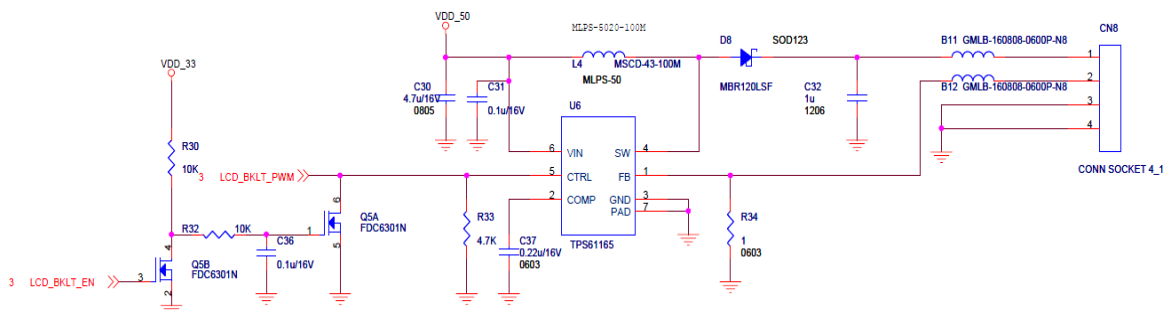 VDD_50
MLPS-5020-100M
L4
MSCD-43-100M
MLPS-50
D8
SOD123
MBR120LSF
B11 GMLB-160808-0600P-N8
B12 GMLB-160808-0600P-N8
CN8
1
2
3
4
CONN SOCKET 4_1
VDD_33
C30
4.7u/16V
0805
C31
0.1u/16V
C32
1u
1206
U6
6
VIN
SW
4
5
CTRL
FB
1
2
COMP
GND
3
PAD
7
TPS61165
R30
10K
3 LCD_BKLT_PWM
R32
10K
C36
0.1u/16V
1
6
5
Q5A
FDC6301N
R33
4.7K
C37
0.22u/16V
0603
R34
1
0603
3 LCD_BKLT_EN
3
4
2
Q5B
FDC6301N